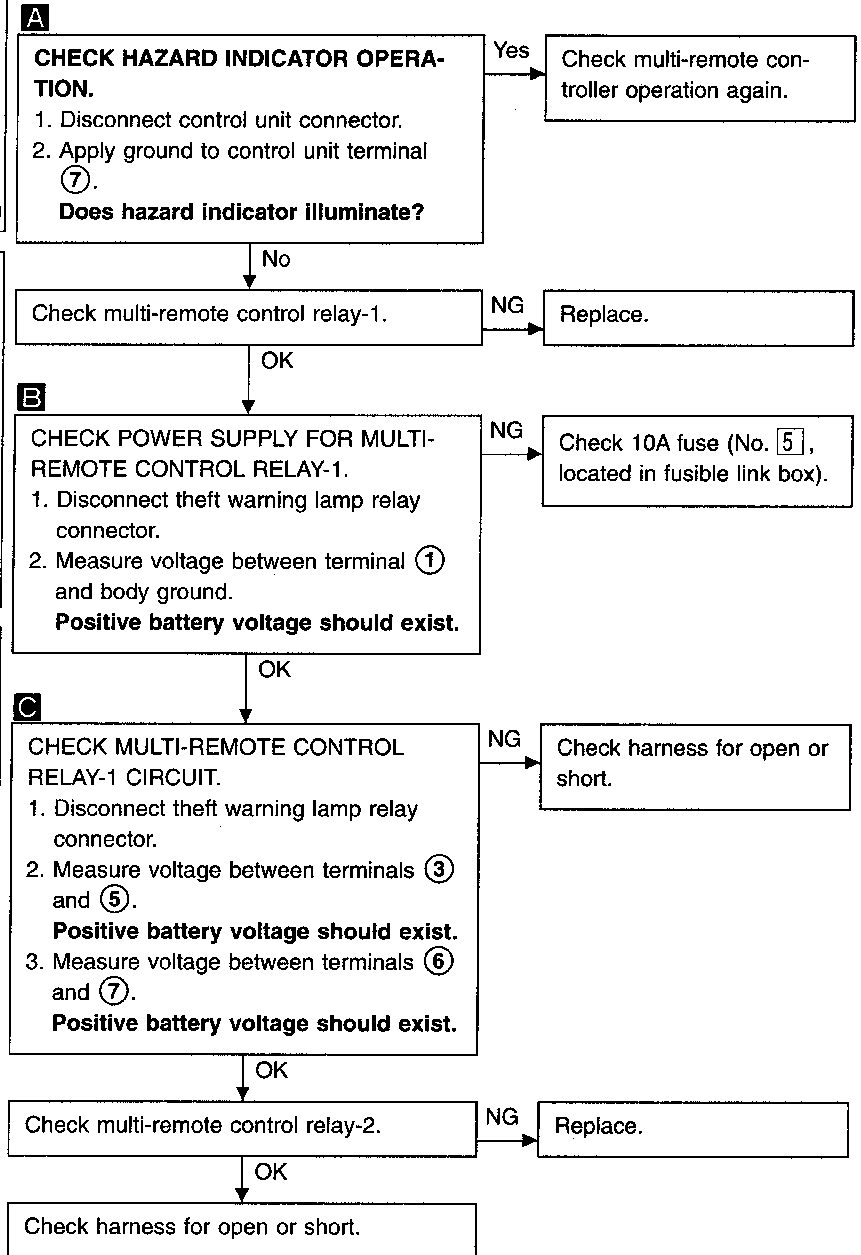 A
CHECK HAZARD INDICATOR OPERA-
TION.
1. Disconnect control unit connector.
2. Apply ground to control unit terminal
⑦.
Does hazard indicator illuminate?
Yes
Check multi-remote con-
troller operation again.
No
Check multi-remote control relay-1.
NG
Replace.
OK
B
CHECK POWER SUPPLY FOR MULTI-
REMOTE CONTROL RELAY-1.
1. Disconnect theft warning lamp relay
connector.
2. Measure voltage between terminal ①
and body ground.
Positive battery voltage should exist.
NG
Check 10A fuse (No. 5,
located in fusible link box).
OK
C
CHECK MULTI-REMOTE CONTROL
RELAY-1 CIRCUIT.
1. Disconnect theft warning lamp relay
connector.
2. Measure voltage between terminals ③
and ⑤.
Positive battery voltage should exist.
3. Measure voltage between terminals ⑥
and ⑦.
Positive battery voltage should exist.
NG
Check harness for open or
short.
OK
Check multi-remote control relay-2.
NG
Replace.
OK
Check harness for open or short.